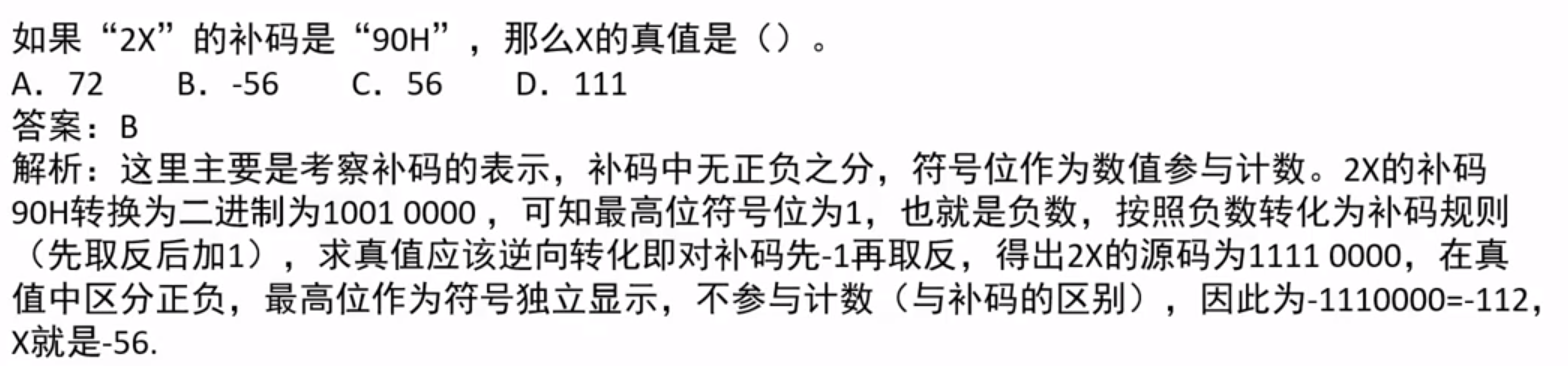 如果“2X”的补码是“90H”，那么X的真值是（）。
A．72 B．-56 C．56 D．111
答案：B
解析：这里主要是考察补码的表示，补码中无正负之分，符号位作为数值参与计数。2X的补码
90H转换为二进制为1001 0000，可知最高位符号位为1，也就是负数，按照负数转化为补码规则
（先取反后加1），求真值应该逆向转化即对补码先-1再取反，得出2X的源码为1111 0000，在真
值中区分正负，最高位作为符号独立显示，不参与计数（与补码的区别），因此为-1110000=-112，
X就是-56.